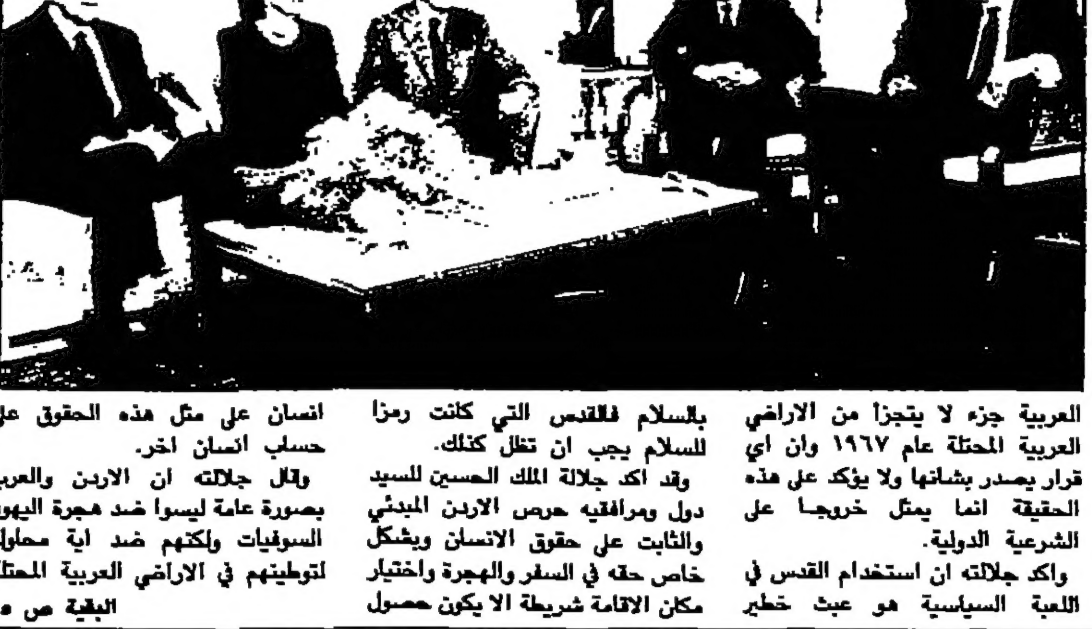 العربية جزء لا يتجزأ من الاراضي
العربية المحتلة عام ١٩٦٧ وان اي
قرار يصدر بشانها ولا يؤكد على هذه
الحقيقة انما يمثل خروجـا على
الشرعية الدولية.
واكد جلالته ان استخدام القدس في
اللعبة السياسية هو عبث خطير
بالسلام فالقدس التي كانت رمزا
للسلام يجب ان تظل كذلك.
وقد اكد جلالة الملك الحسين للسيد
دول ومرافقيه حرص الاردن المبدئي
والثابت على حقوق الانسان وبشكل
خاص حقه في السفر والهجرة واختيار
مكان الاقامة شريطة الا يكون حصول
انسان على مثل هذه الحقوق على
حساب انسان اخر.
وقال جلالته ان الاردن والعرب
بصورة عامة ليسوا ضد هجرة اليهود
السوفيات ولكنهم ضد اية محاولة
لتوطينهم في الاراضي العربية المحتلة
البقية ص